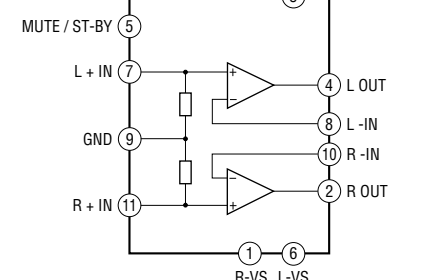 MUTE / ST-BY 5
L + IN 7
+
4 L OUT
−
8 L -IN
GND 9
10 R -IN
−
2 R OUT
R + IN 11
+
1 6
R-VS L-VS